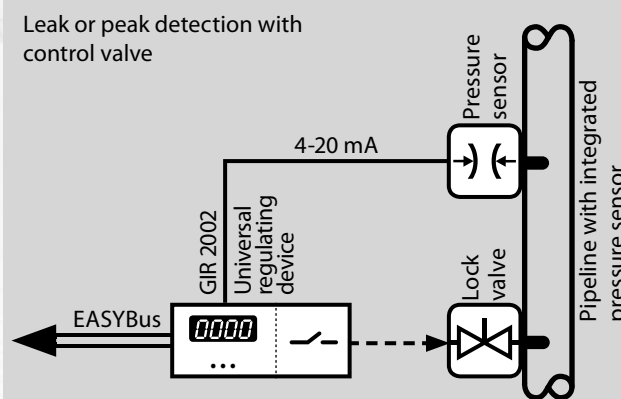 Leak or peak detection with
control valve
Pressure
sensor
4-20 mA
Pipeline with integrated
pressure sensor
GIR 2002
Universal
regulating
device
Lock
valve
EASYBus
0000
...